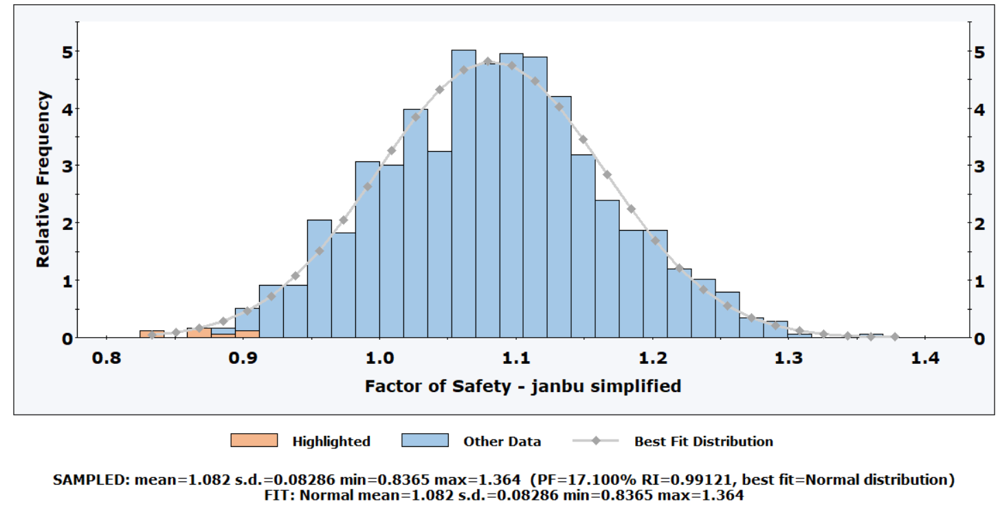 Relative Frequency
5
4
3
2
1
0
5
4
3
2
1
0
0.8 0.9 1.0 1.1 1.2 1.3 1.4
Factor of Safety - janbu simplified
Highlighted Other Data Best Fit Distribution
SAMPLED: mean=1.082 s.d.=0.08286 min=0.8365 max=1.364 (PF=17.100% RI=0.99121, best fit=Normal distribution)
FIT: Normal mean=1.082 s.d.=0.08286 min=0.8365 max=1.364